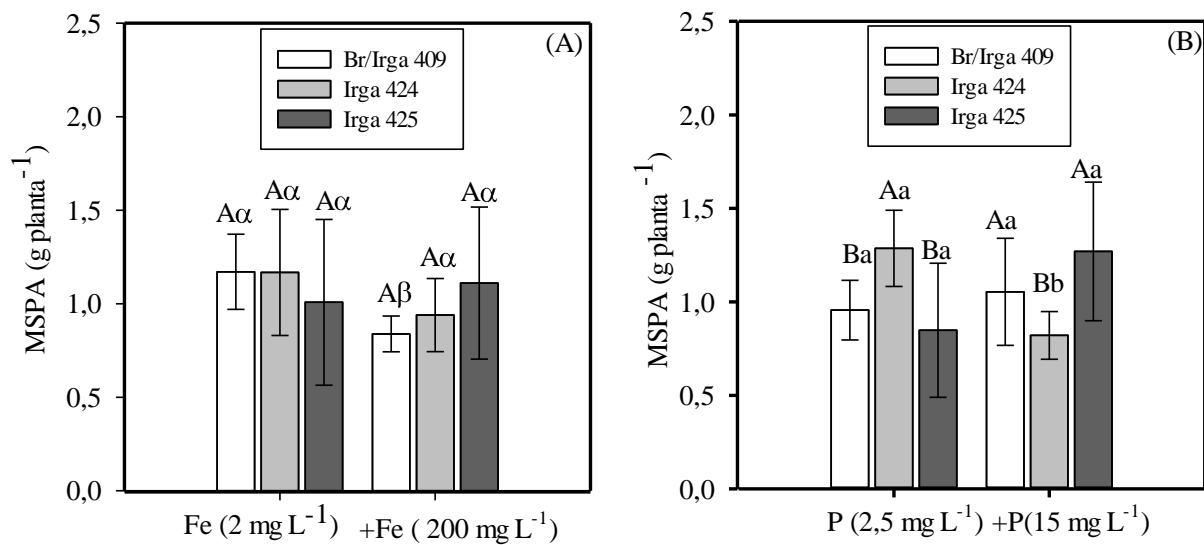 (A)
Br/Irga 409
Irga 424
Irga 425
MSPA (g planta⁻¹)
2,5
2,0
1,5
1,0
0,5
0,0
Aα
Aα
Aα
Aβ
Aα
Aα
Fe (2 mg L⁻¹) +Fe ( 200 mg L⁻¹)
(B)
Br/Irga 409
Irga 424
Irga 425
MSPA (g planta ⁻¹)
2,5
2,0
1,5
1,0
0,5
0,0
Ba
Aa
Ba
Aa
Bb
Aa
P (2,5 mg L⁻¹) +P(15 mg L⁻¹)